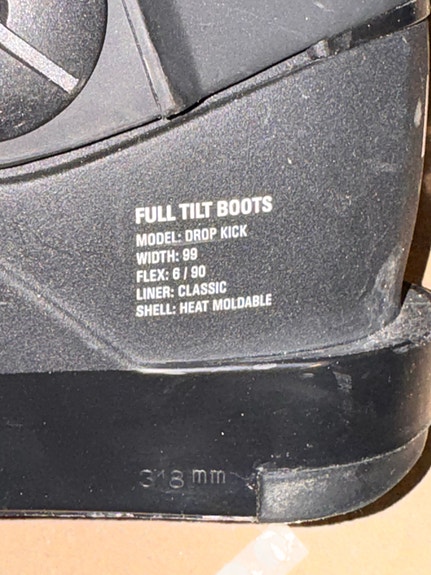 FULL TILT BOOTS
MODEL: DROP KICK
WIDTH: 99
FLEX: 6 / 90
LINER: CLASSIC
SHELL: HEAT MOLDABLE
318 mm